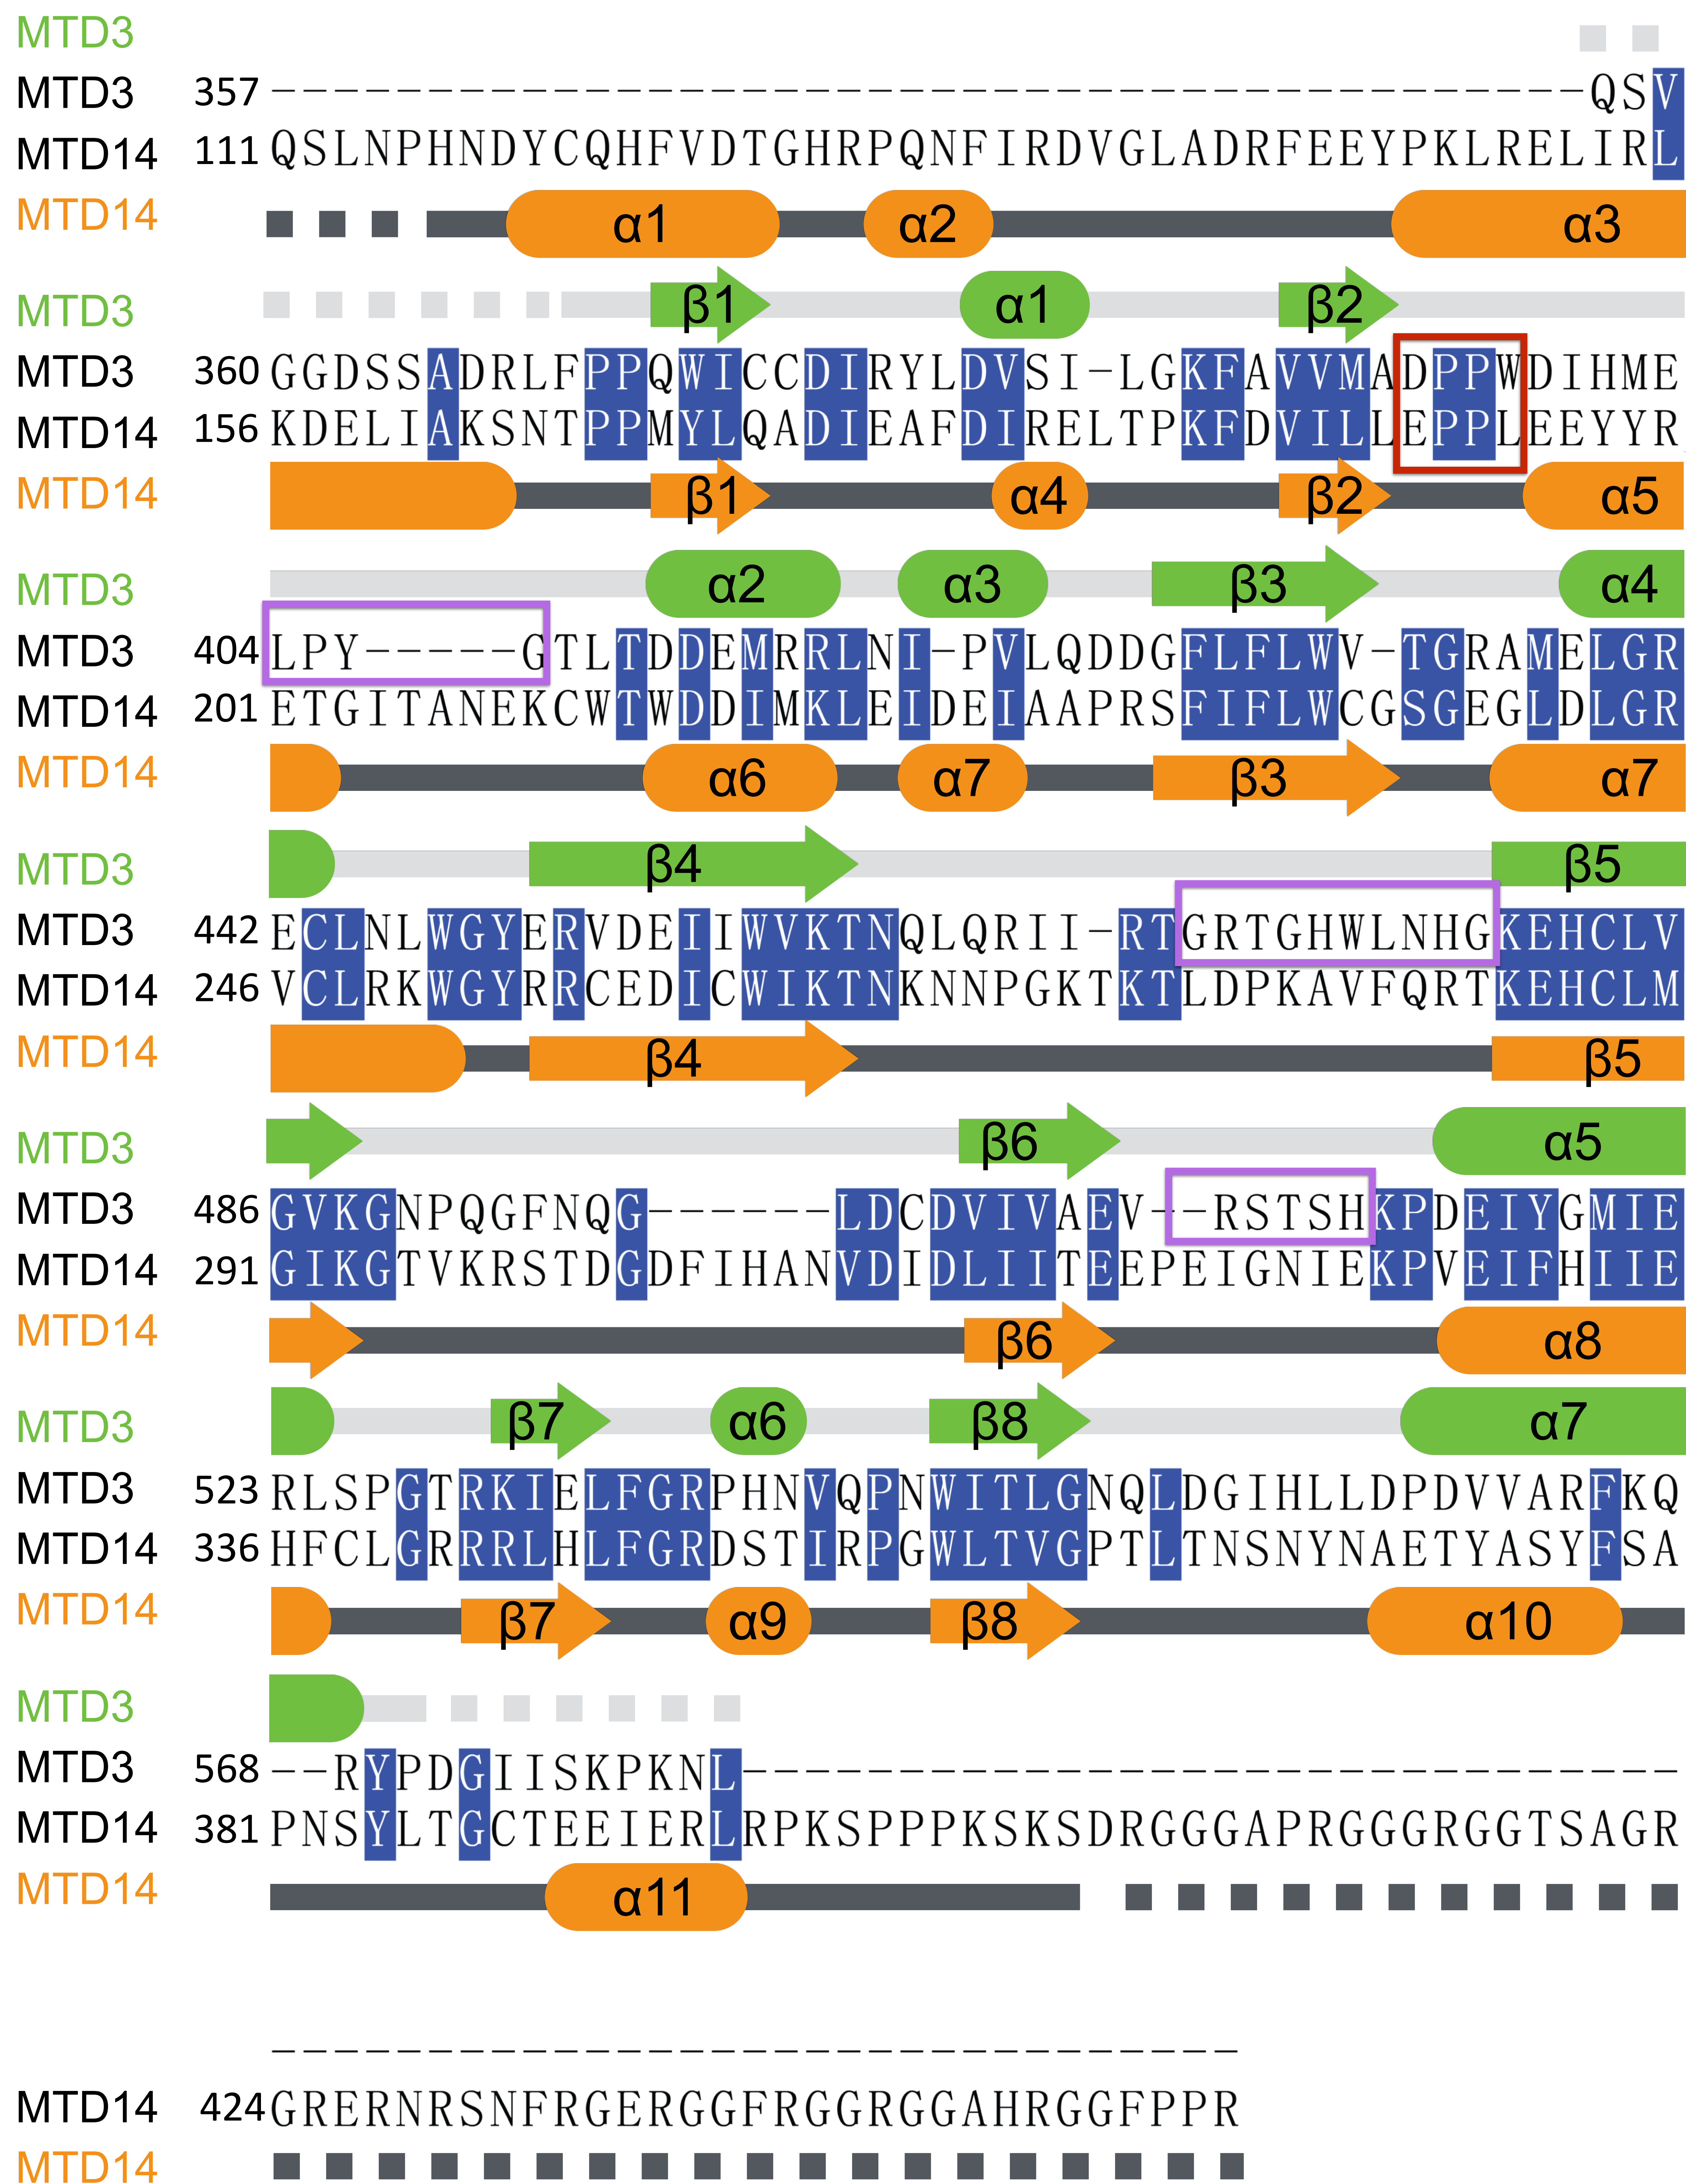 MTD3
MTD3 357 ------------------------------------------QSV
MTD14 111 QSLNPHNDYCQHFVDTGHRPQNFIRDVGLADRFEEYPKLRELIRL
MTD14 α1 α2 α3
MTD3 β1 α1 β2
MTD3 360 GGDSSADRLFPPQWICCDIRYLDVSI-LGKFAVVMADPPWDIHME
MTD14 156 KDELIAKSNTPPMYLQADIEAFDIRELTPKFDVILLEPPLEEYYR
MTD14 β1 α4 β2 α5
MTD3 α2 α3 β3 α4
MTD3 404 LPY-----GTLTDDEMRRLNI-PVLQDDGFLFLWV-TGRAMELGR
MTD14 201 ETGITANEKCWTWDDIMKLEIDEIAAPRSFIFLWCGSGEGLDLGR
MTD14 α6 α7 β3 α7
MTD3 β4 β5
MTD3 442 ECLNLWGYERVDEIIWVKTNQLQRII-RTGRTGHWLNHGKEHCLV
MTD14 246 VCLRKWGYRRCEDICWIKTNKNNPGKTKTLDPKAVFQRTKEHCLM
MTD14 β4 β5
MTD3 β6 α5
MTD3 486 GVKGNPQGFNQG------LDCDVIVAEV--RSTSHKPDEIYGMIE
MTD14 291 GIKGTVKRSTDGDFIHANVDIDLIITEEPEIGNIEKPVEIFHIIE
MTD14 β6 α8
MTD3 β7 α6 β8 α7
MTD3 523 RLSPGTRKIELFGRPHNVQPNWITLGNQLDGIHLLDPDVVARFKQ
MTD14 336 HFCLGRRRLHLFGRDSTIRPGWLTVGPTLTNSNYNAETYASYFSA
MTD14 β7 α9 β8 α10
MTD3
MTD3 568 --RYPDGIISKPKNL------------------------------
MTD14 381 PNSYLTGCTEEIERLRPKSPPPKSKSDRGGGAPRGGGRGGTSAGR
MTD14 α11
-------------------------------
MTD14 424 GRERNRSNFRGERGGFRGGRGGAHRGGFPPR
MTD14